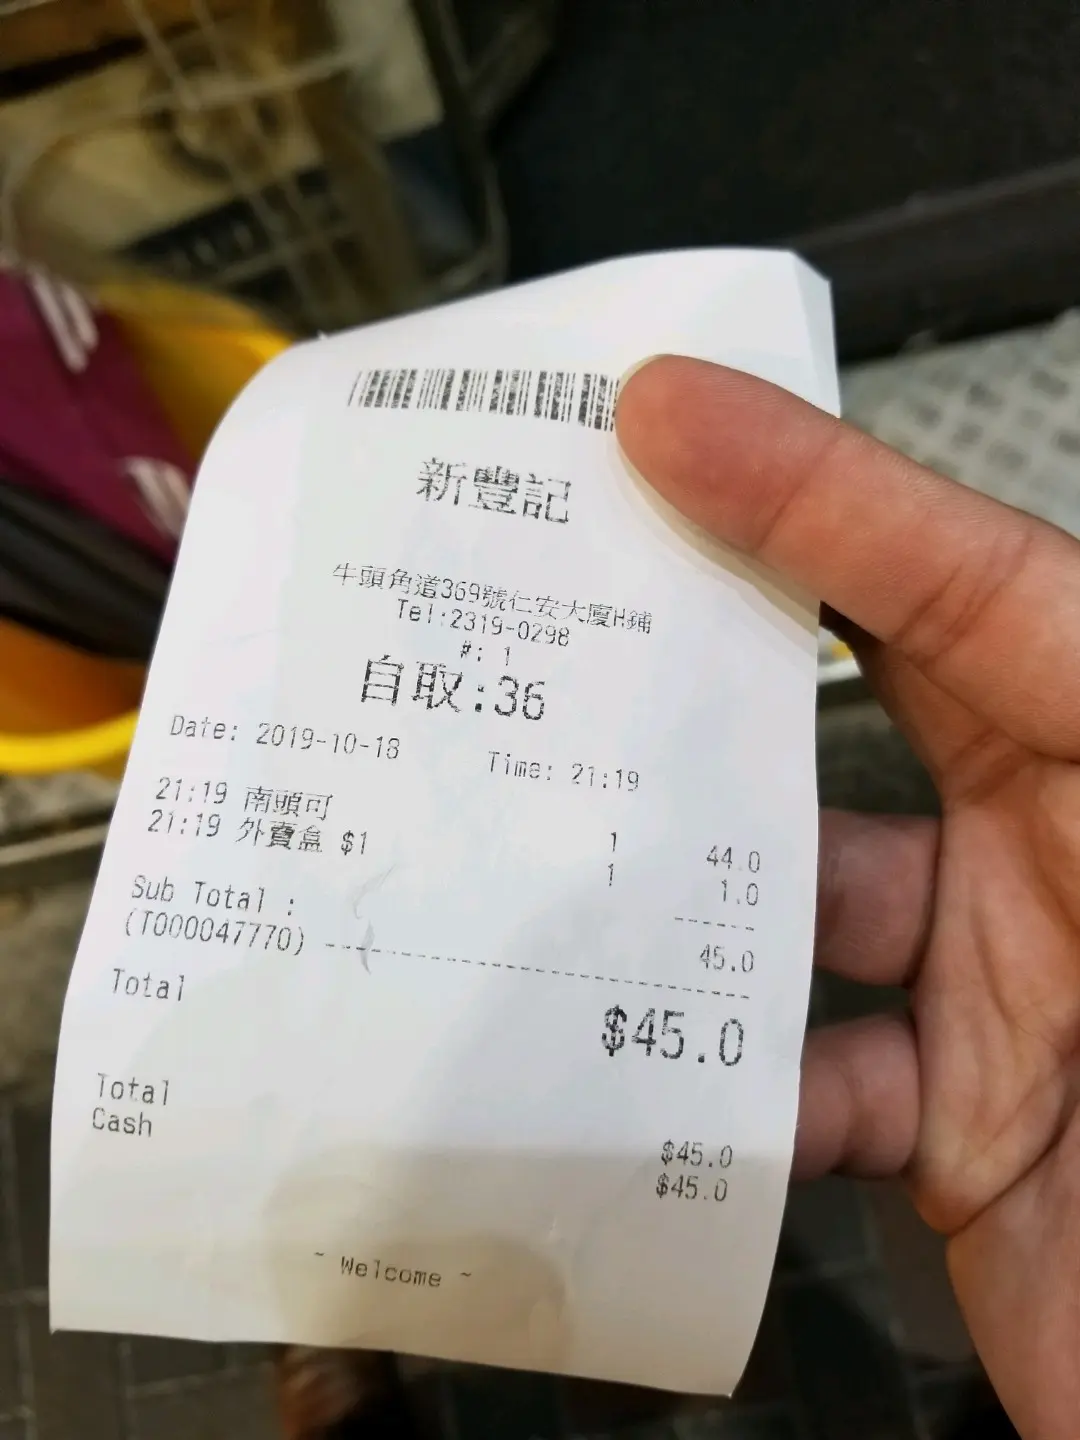 新豐記
牛頭角道369號仁安大廈H鋪
Tel:2319-0298
#: 1
自取:36
Date: 2019-10-18 Time: 21:19
21:19 南頭可 1 44.0
21:19 外賣盒 $1 1 1.0
Sub Total : 45.0
(T000047770)
Total $45.0
Total $45.0
Cash $45.0
~ Welcome ~